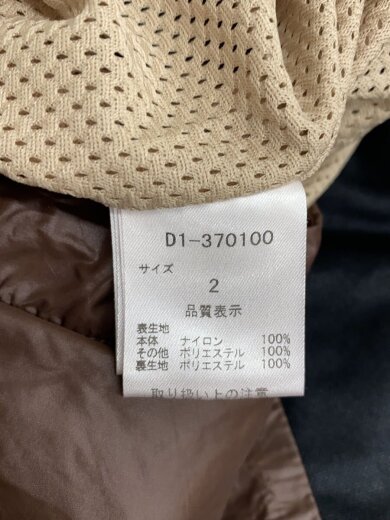 D1-370100
サイズ
2
品質表示
表生地
本体 ナイロン 100%
その他 ポリエステル 100%
裏生地 ポリエステル 100%
取り扱い上の注意